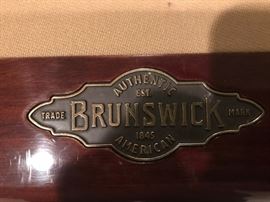 AUTHENTIC
EST.
TRADE BRUNSWICK MARK
1845
AMERICAN